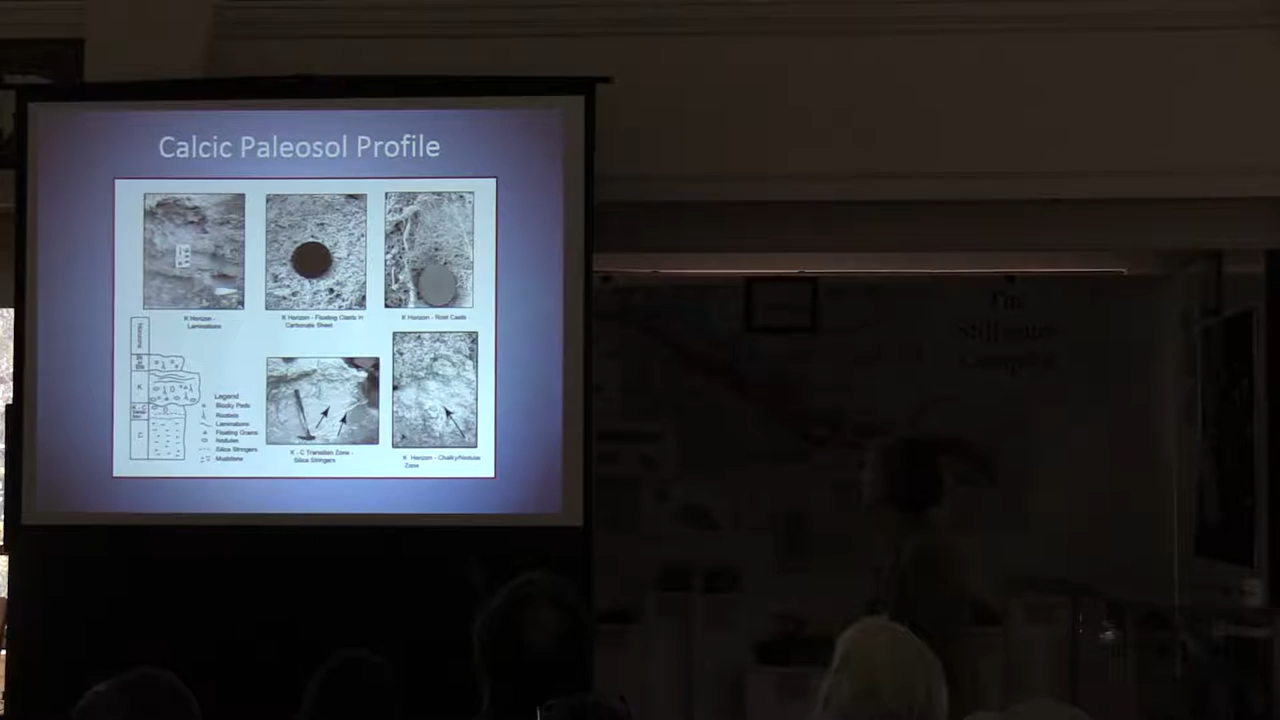 Calcic Paleosol Profile
K Horizon -
Laminations
K Horizon - Floating Clasts in
Carbonate Sheet
K Horizon - Root Casts
K
K - C
C
Legend
Blocky Peds
Rootlets
Laminations
Floating Grains
Nodules
Silica Stringers
Mudstone
K - C Transition Zone -
Silica Stringers
K Horizon - Chalky/Nodular
Zone
The
Stillwater
Complex